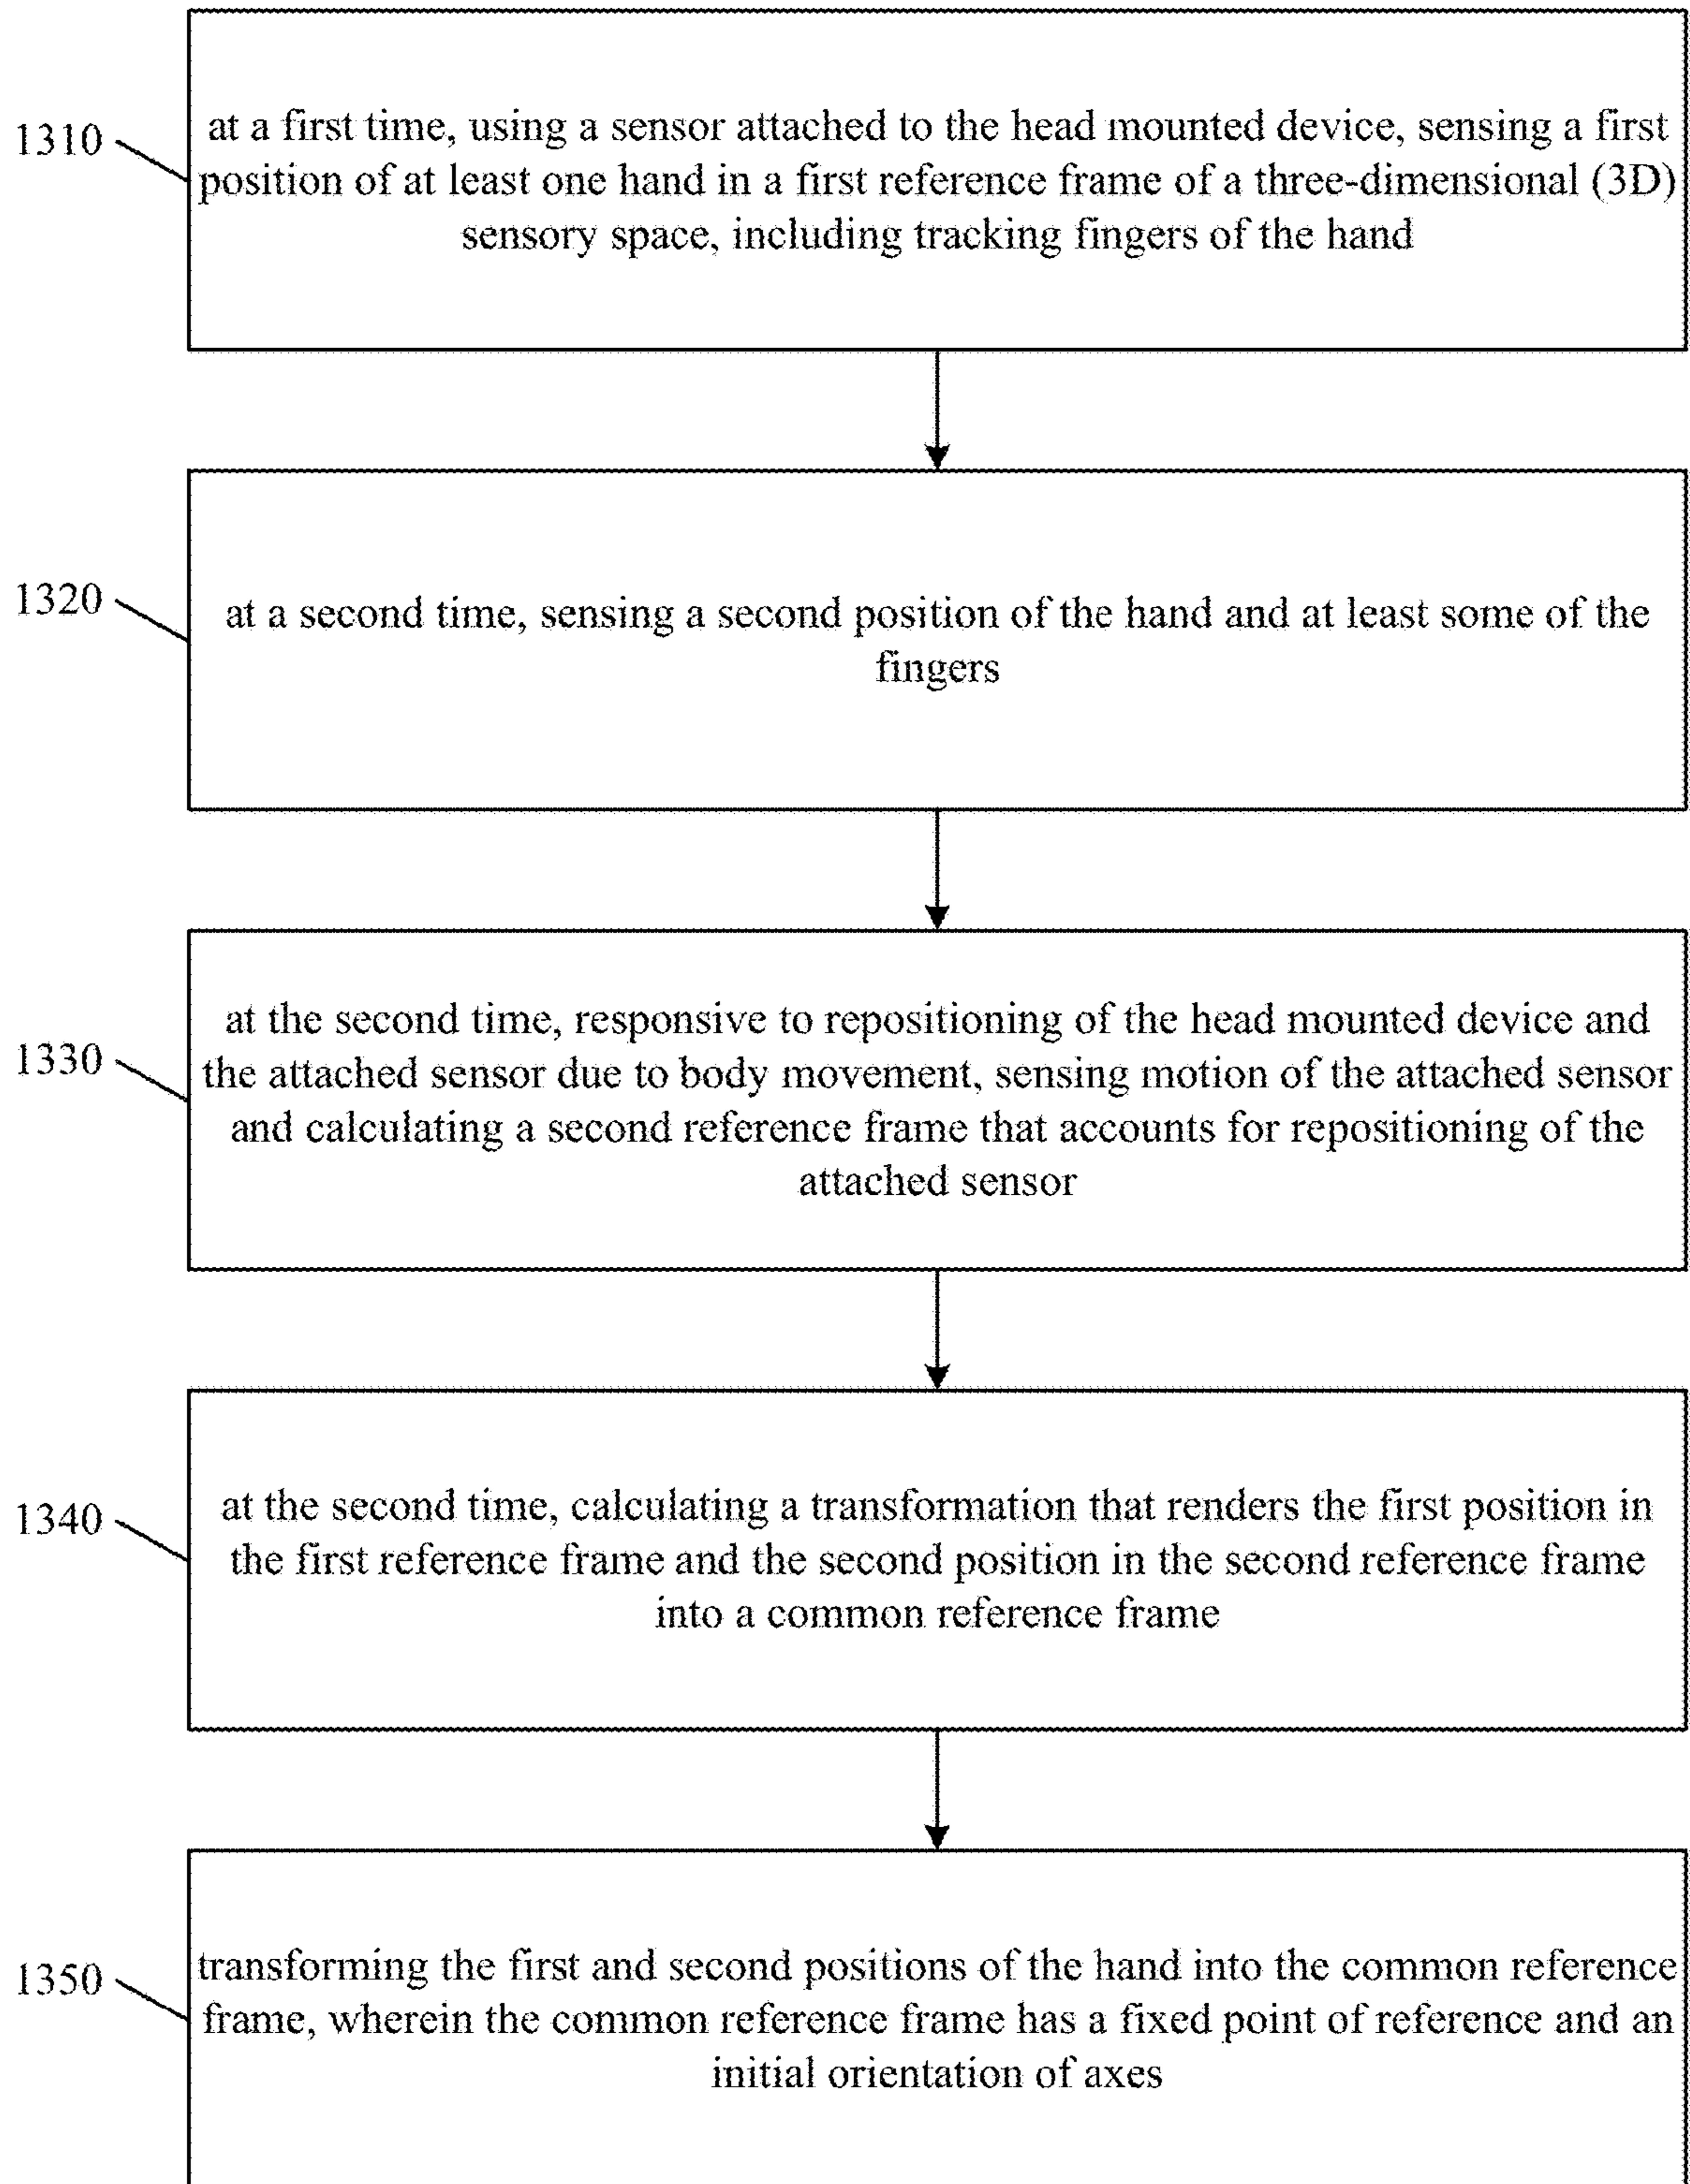 1310
at a first time, using a sensor attached to the head mounted device, sensing a first
position of at least one hand in a first reference frame of a three-dimensional (3D)
sensory space, including tracking fingers of the hand
1320
at a second time, sensing a second position of the hand and at least some of the
fingers
1330
at the second time, responsive to repositioning of the head mounted device and
the attached sensor due to body movement, sensing motion of the attached sensor
and calculating a second reference frame that accounts for repositioning of the
attached sensor
1340
at the second time, calculating a transformation that renders the first position in
the first reference frame and the second position in the second reference frame
into a common reference frame
1350
transforming the first and second positions of the hand into the common reference
frame, wherein the common reference frame has a fixed point of reference and an
initial orientation of axes